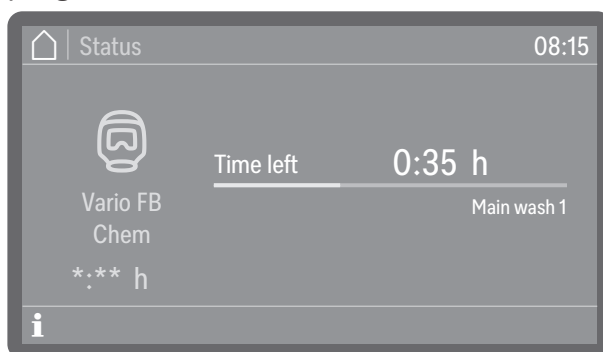 Status
08:15
Time left 0:35 h
Main wash 1
Vario FB
Chem
*:** h
i